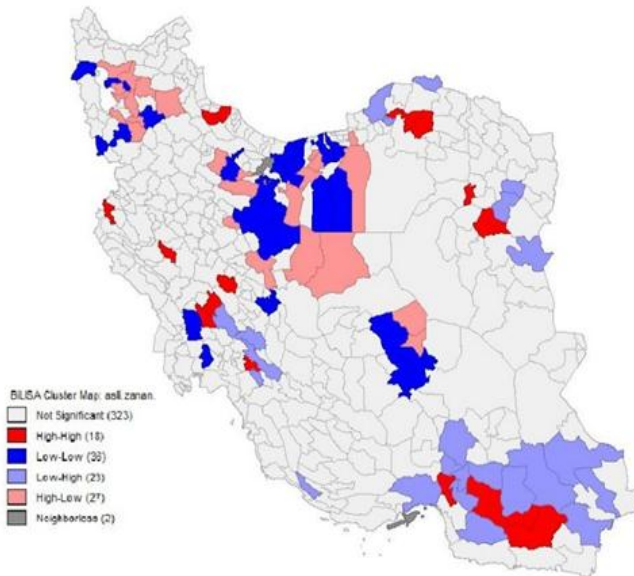 BiLISA Cluster Map: asli.zanan.
Not Significant (323)
High-High (18)
Low-Low (36)
Low-High (23)
High-Low (27)
Neighborless (2)